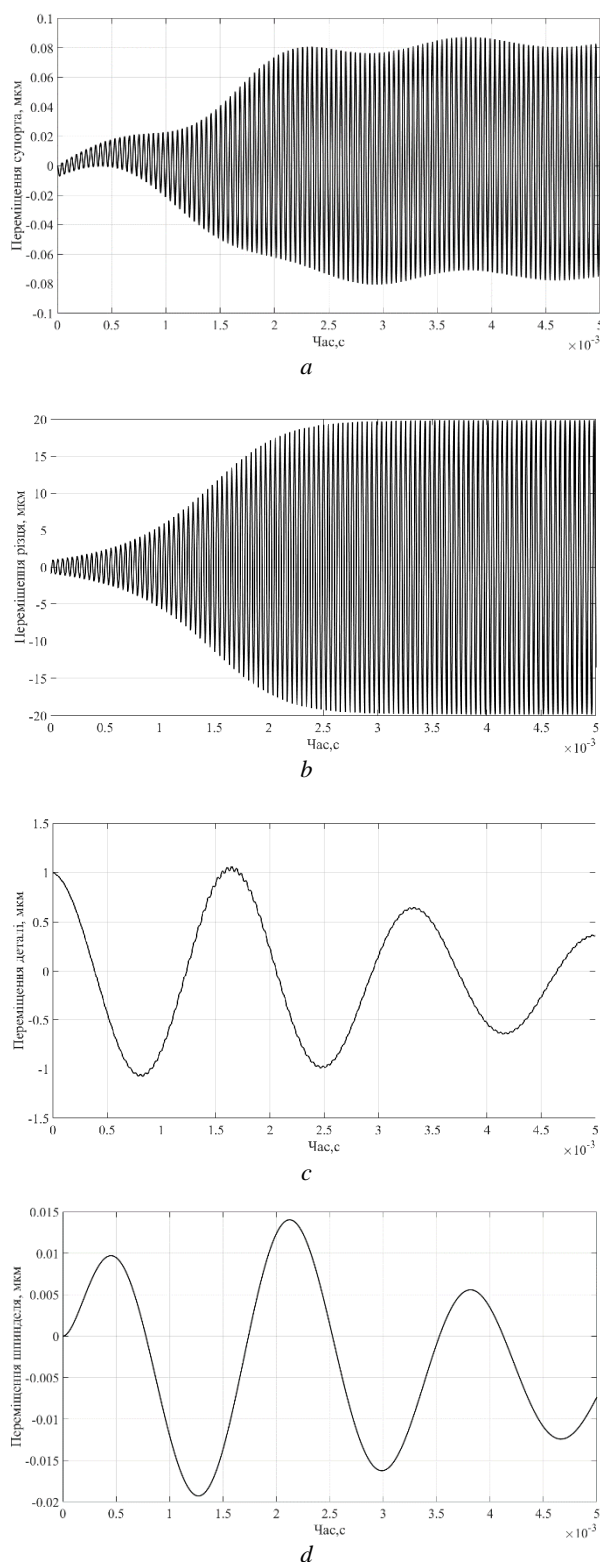 0.1
0.08
0.06
0.04
0.02
0
-0.02
-0.04
-0.06
-0.08
-0.1
Переміщення супорта, мкм
0 0.5 1 1.5 2 2.5 3 3.5 4 4.5 5
Час,с
×10-3
a
20
15
10
5
0
-5
-10
-15
-20
Переміщення різця, мкм
0 0.5 1 1.5 2 2.5 3 3.5 4 4.5 5
Час,с
×10-3
b
1.5
1
0.5
0
-0.5
-1
-1.5
Переміщення деталі, мкм
0 0.5 1 1.5 2 2.5 3 3.5 4 4.5 5
Час,с
×10-3
c
0.015
0.01
0.005
0
-0.005
-0.01
-0.015
-0.02
Переміщення шпинделя, мкм
0 0.5 1 1.5 2 2.5 3 3.5 4 4.5 5
Час,с
×10-3
d